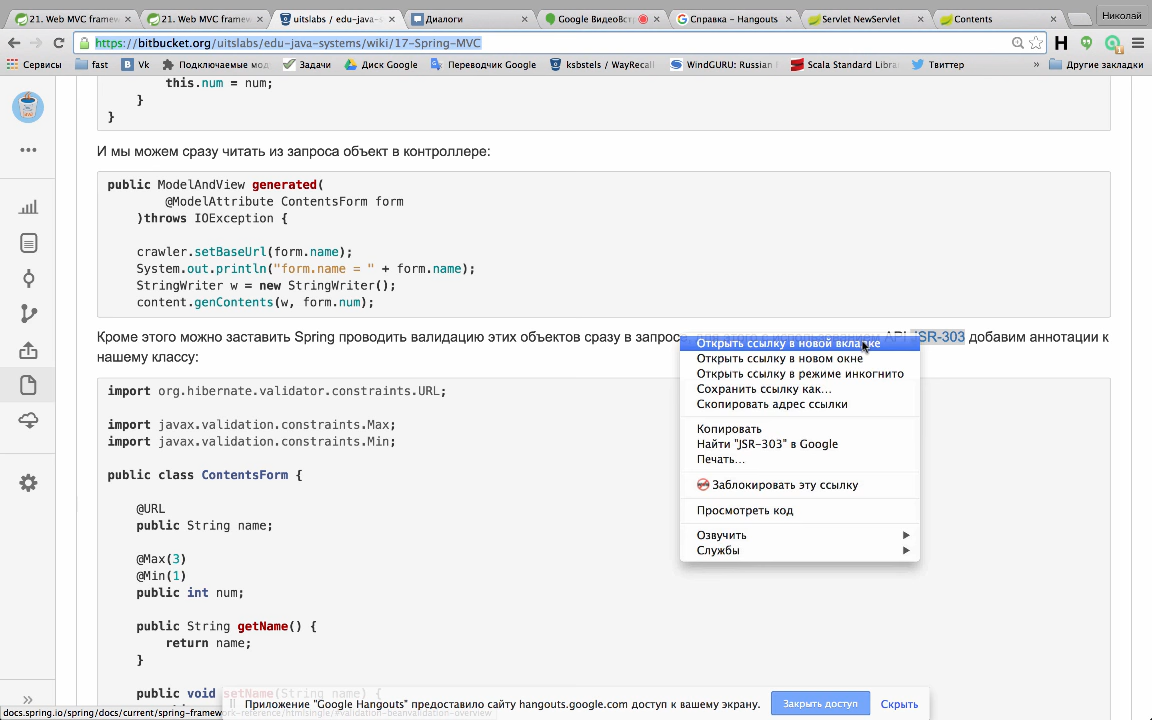 21. Web MVC framew
21. Web MVC framew
uitslabs / edu-java-s
Диалоги
Google ВидеоВст
Справка - Hangouts
Servlet NewServlet
Contents
Николай
https://bitbucket.org/uitslabs/edu-java-systems/wiki/17-Spring-MVC
Сервисы
fast
Vk
Подключаемые мод
Задачи
Диск Google
Переводчик Google
ksbstels / WayRecall
WindGURU: Russian
Scala Standard Libra
Твиттер
»
Другие закладки
this.num = num;
}
}
И мы можем сразу читать из запроса объект в контроллере:
public ModelAndView generated(
@ModelAttribute ContentsForm form
)throws IOException {
crawler.setBaseUrl(form.name);
System.out.println("form.name = " + form.name);
StringWriter w = new StringWriter();
content.genContents(w, form.num);
Кроме этого можно заставить Spring проводить валидацию этих объектов сразу в запросе API JSR-303 добавим аннотации к
нашему классу:
import org.hibernate.validator.constraints.URL;
import javax.validation.constraints.Max;
import javax.validation.constraints.Min;
public class ContentsForm {
@URL
public String name;
@Max(3)
@Min(1)
public int num;
public String getName() {
return name;
}
public void setName(String name) {
Открыть ссылку в новой вкладке
Открыть ссылку в новом окне
Открыть ссылку в режиме инкогнито
Сохранить ссылку как...
Скопировать адрес ссылки
Копировать
Найти "JSR-303" в Google
Печать...
Заблокировать эту ссылку
Просмотреть код
Озвучить
Службы
Приложение "Google Hangouts" предоставило сайту hangouts.google.com доступ к вашему экрану.
Закрыть доступ
Скрыть
docs.spring.io/spring/docs/current/spring-framework-reference/htmlsingle/#validation-beanvalidation-overview